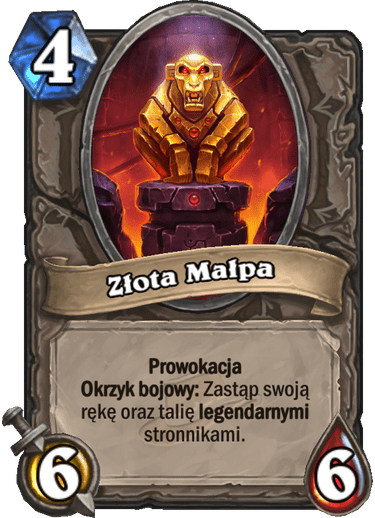 4
Złota Małpa
Prowokacja
Okrzyk bojowy: Zastąp swoją
rękę oraz talię legendarnymi
stronnikami.
6
6